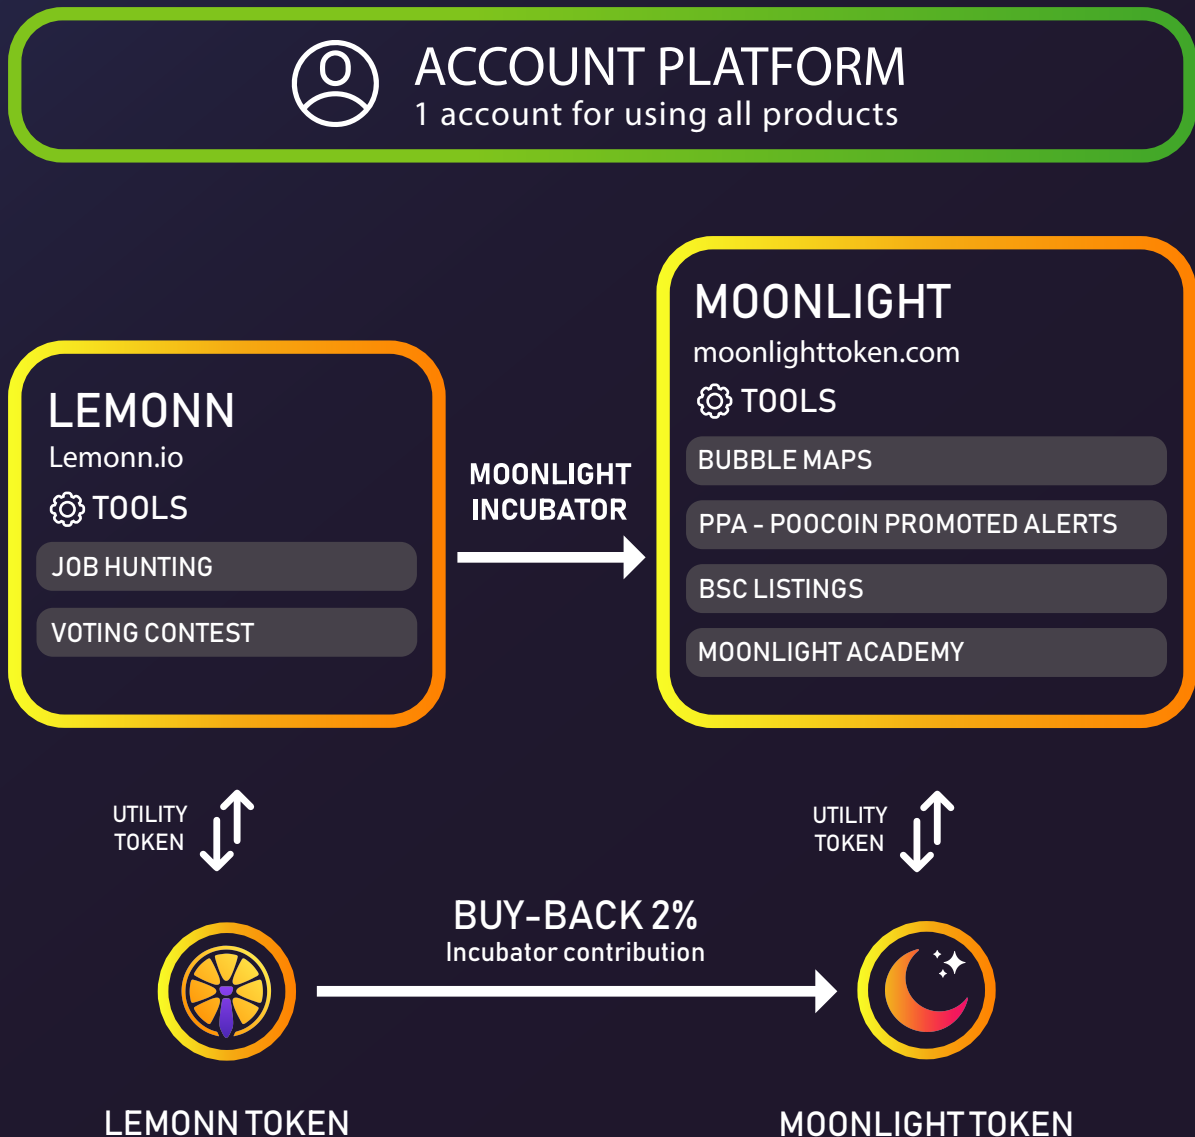 ACCOUNT PLATFORM
1 account for using all products
LEMONN
Lemonn.io
TOOLS
JOB HUNTING
VOTING CONTEST
MOONLIGHT
INCUBATOR
MOONLIGHT
moonlighttoken.com
TOOLS
BUBBLE MAPS
PPA - POOCOIN PROMOTED ALERTS
BSC LISTINGS
MOONLIGHT ACADEMY
UTILITY
TOKEN
UTILITY
TOKEN
BUY-BACK 2%
Incubator contribution
LEMONN TOKEN
MOONLIGHT TOKEN